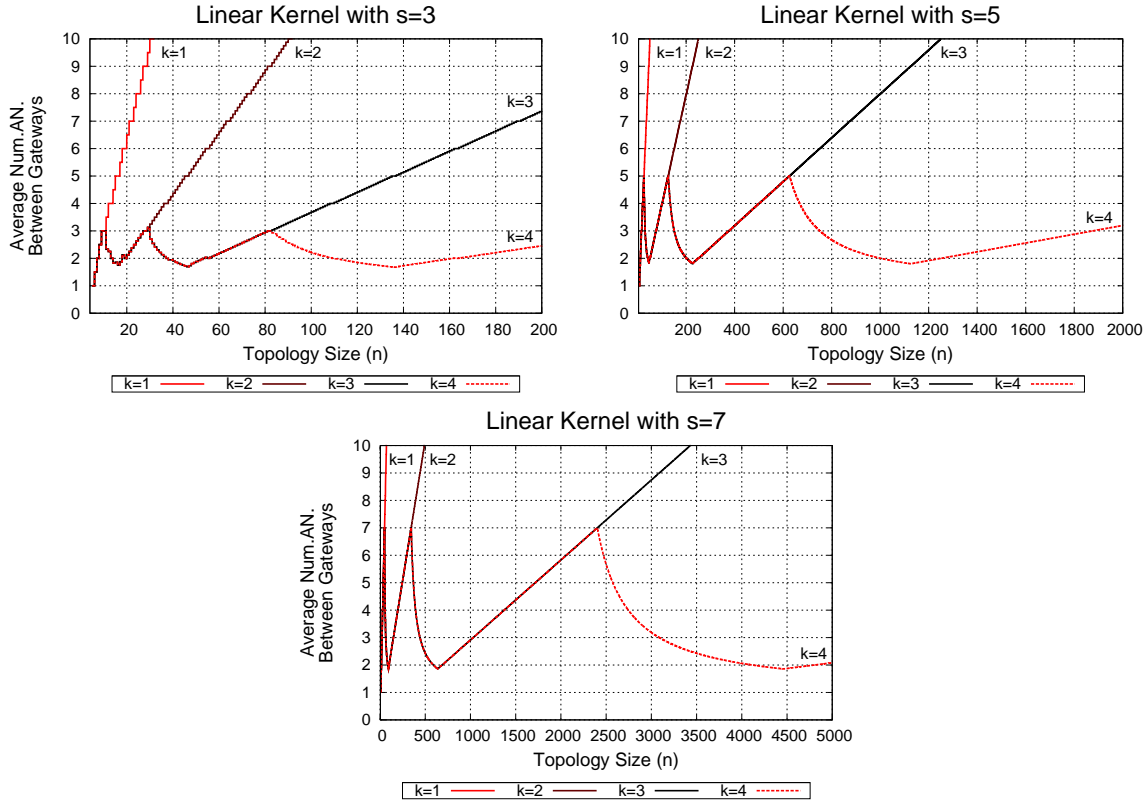 Linear Kernel with s=3
Average Num.AN.
Between Gateways
10
9
8
7
6
5
4
3
2
1
0
k=1
k=2
k=3
k=4
20 40 60 80 100 120 140 160 180 200
Topology Size (n)
k=1 k=2 k=3 k=4
Linear Kernel with s=5
10
9
8
7
6
5
4
3
2
1
0
k=1
k=2
k=3
k=4
200 400 600 800 1000 1200 1400 1600 1800 2000
Topology Size (n)
k=1 k=2 k=3 k=4
Linear Kernel with s=7
Average Num.AN.
Between Gateways
10
9
8
7
6
5
4
3
2
1
0
k=1
k=2
k=3
k=4
0 500 1000 1500 2000 2500 3000 3500 4000 4500 5000
Topology Size (n)
k=1 k=2 k=3 k=4